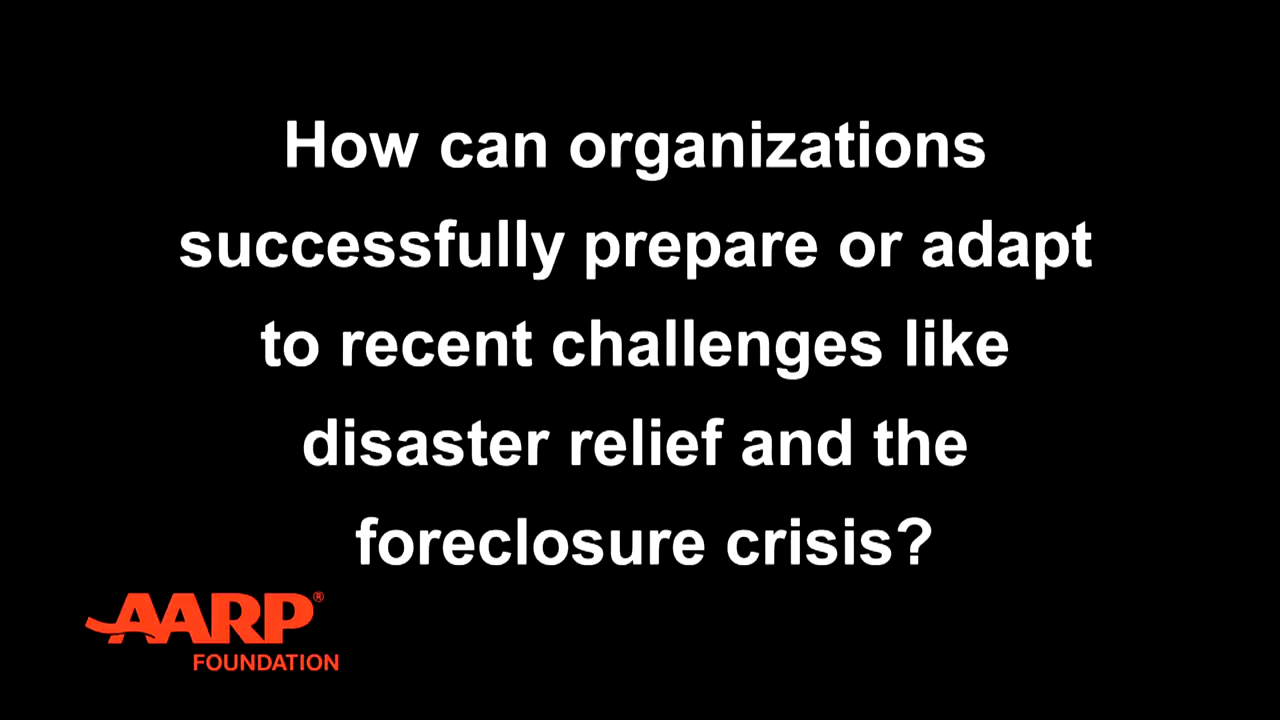 How can organizations
successfully prepare or adapt
to recent challenges like
disaster relief and the
foreclosure crisis?
AARP®
FOUNDATION